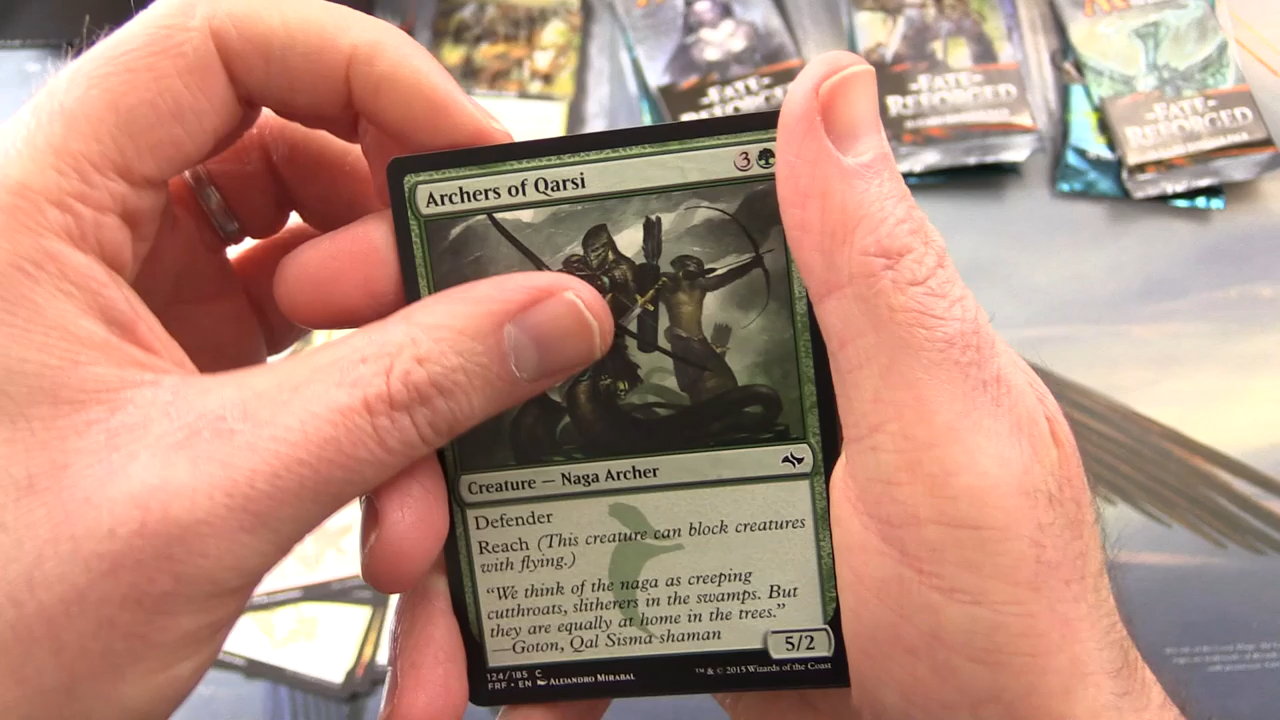 -FATE-
REFORGED
-FATE-
REFORGED
-FATE-
Archers of Qarsi
3
Creature — Naga Archer
Defender
Reach (This creature can block creatures
with flying.)
“We think of the naga as creeping
cutthroats, slitherers in the swamps. But
they are equally at home in the trees.”
—Goton, Qal Sisma shaman
5/2
124/185 C
FRF • EN Alejandro Mirabal
™ & © 2015 Wizards of the Coast